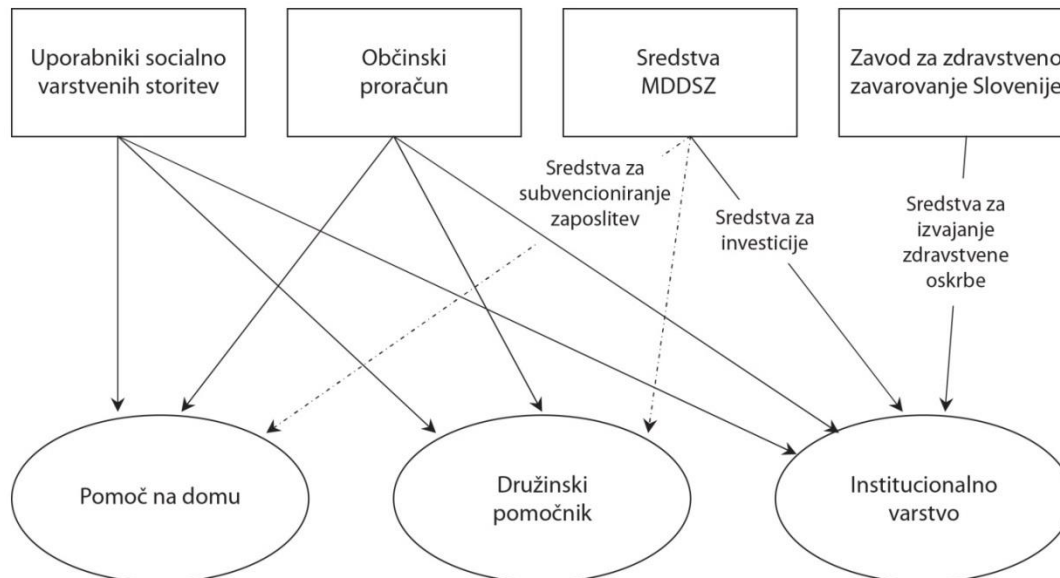 Uporabniki socialno
varstvenih storitev
Občinski
proračun
Sredstva
MDDSZ
Zavod za zdravstveno
zavarovanje Slovenije
Sredstva za
subvencioniranje
zaposlitev
Sredstva za
investicije
Sredstva za
izvajanje
zdravstvene
oskrbe
Pomoč na domu
Družinski
pomočnik
Institucionalno
varstvo